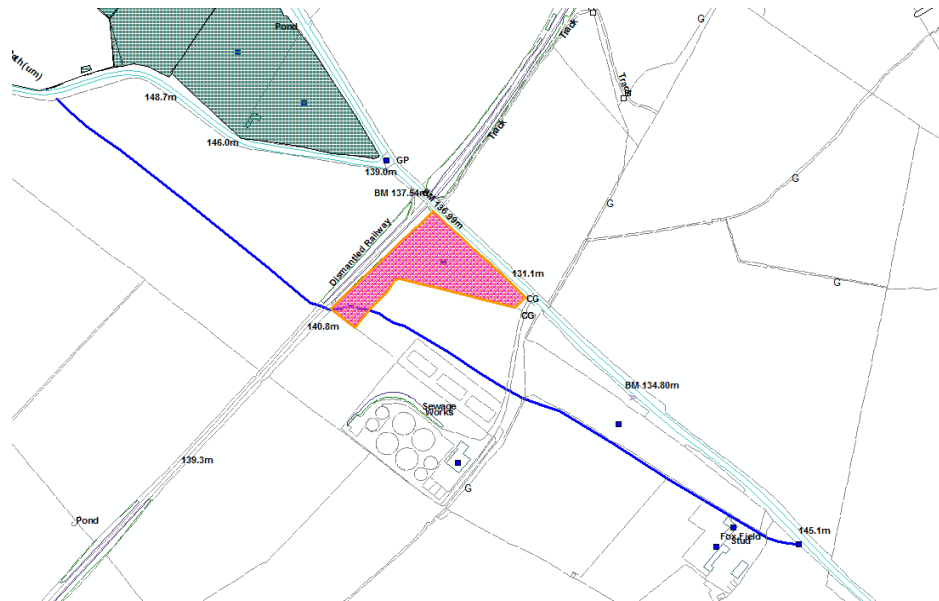 Pond
G
Track
ath(um)
148.7m
Track
Track
146.0m
GP
139.0m
BM 137.54m
BM 136.99m
G
G
Dismantled Railway
131.1m
G
CG
CG
140.8m
BM 134.80m
Sewage
Works
139.3m
G
Pond
145.1m
Fox Field
Stud